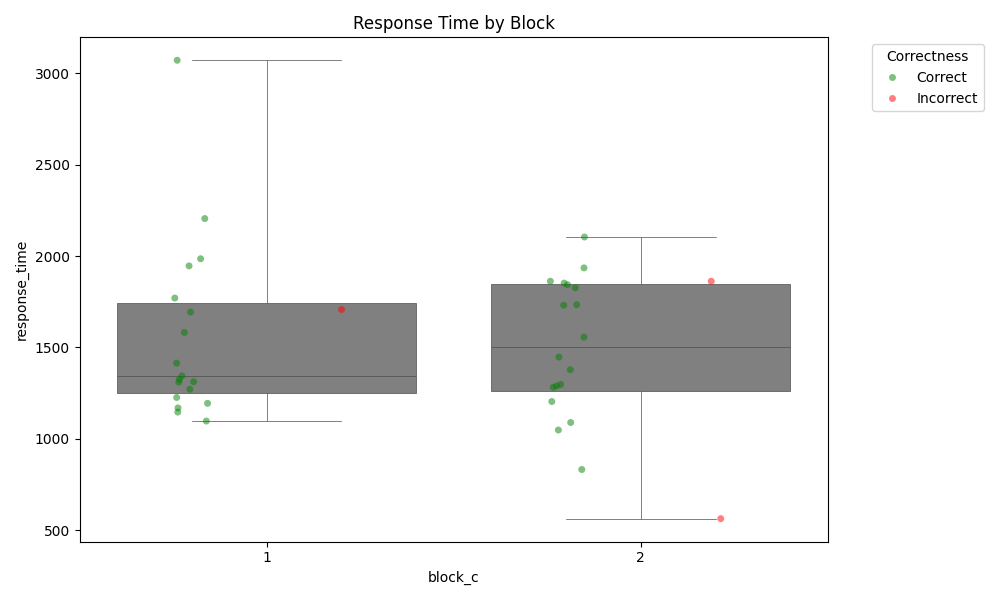 Response Time by Block
Correctness
Correct
Incorrect
3000
2500
2000
1500
1000
500
response_time
1
2
block_c